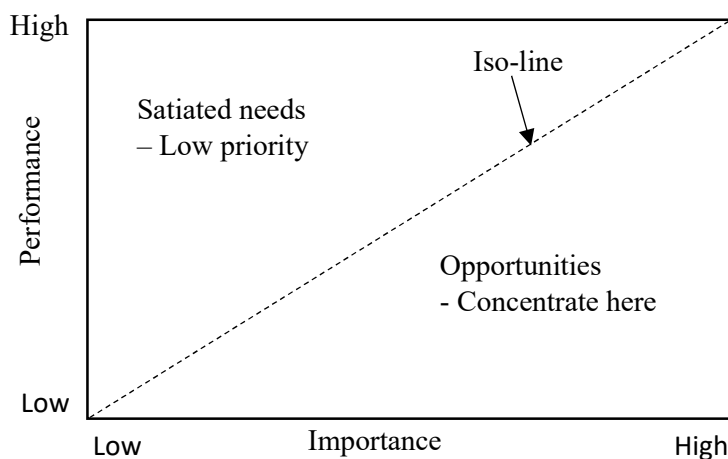 High
Iso-line
Satiated needs
– Low priority
Performance
Opportunities
- Concentrate here
Low
Low
Importance
High